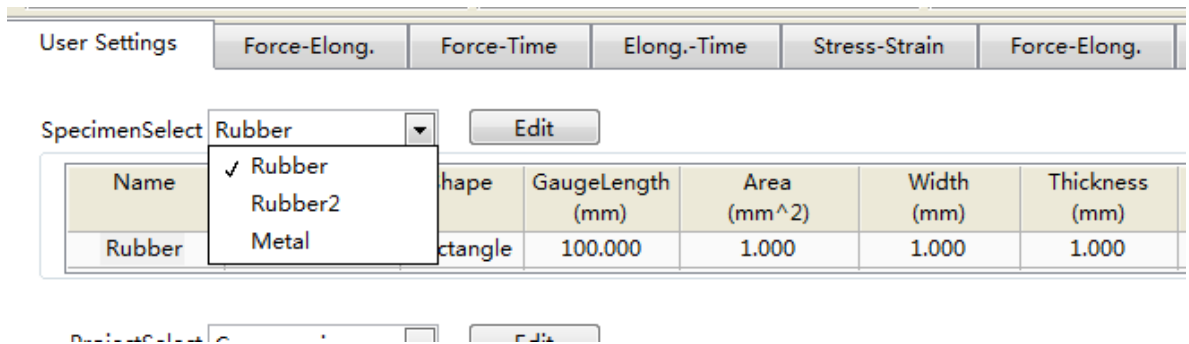 User Settings Force-Elong. Force-Time Elong.-Time Stress-Strain Force-Elong.
SpecimenSelect Rubber Edit
Rubber
Rubber2
Metal
Name hape GaugeLength Area Width Thickness
(mm) (mm^2) (mm) (mm)
Rubber ctangle 100.000 1.000 1.000 1.000
ProjectSelect Edit